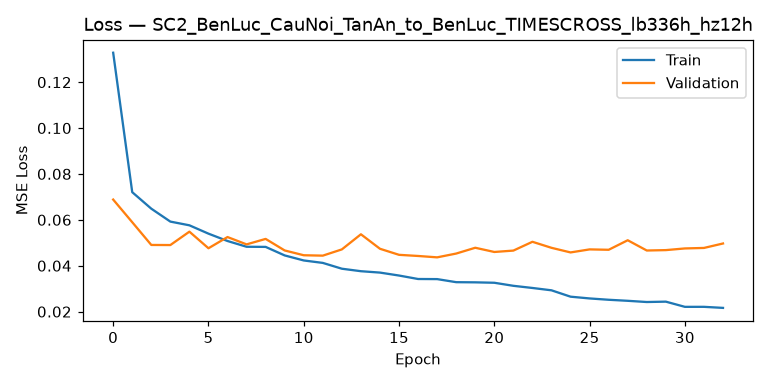 Loss — SC2_BenLuc_CauNoi_TanAn_to_BenLuc_TIMESCROSS_lb336h_hz12h
Train
Validation
MSE Loss
0.12
0.10
0.08
0.06
0.04
0.02
0
5
10
15
20
25
30
Epoch